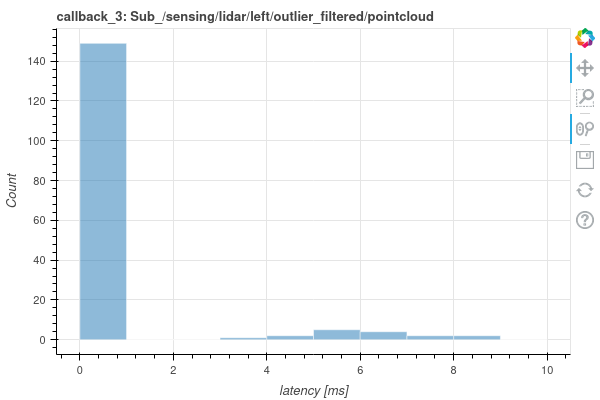 callback_3: Sub_/sensing/lidar/left/outlier_filtered/pointcloud
140
120
100
80
60
40
20
0
Count
0 2 4 6 8 10
latency [ms]